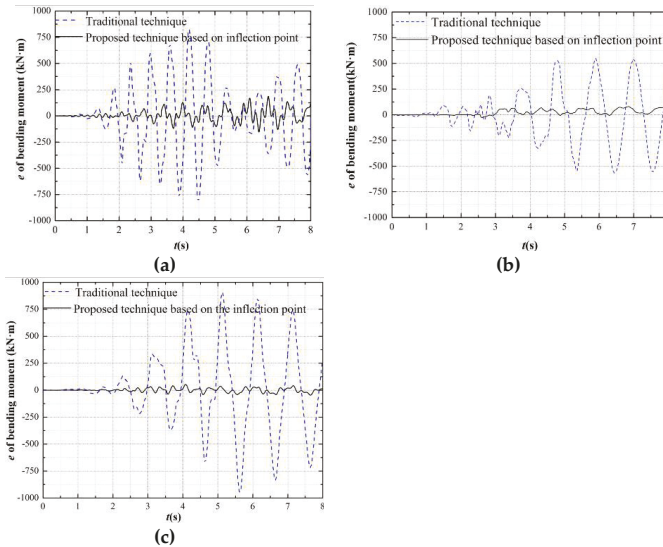 Traditional technique
Proposed technique based on inflection point
e of bending moment (kN·m)
1000
750
500
250
0
-250
-500
-750
-1000
0 1 2 3 4 5 6 7 8
t(s)
(a)
Traditional technique
Proposed technique based on inflection point
e of bending moment(kN·m)
1000
750
500
250
0
-250
-500
-750
-1000
0 1 2 3 4 5 6 7
t(s)
(b)
Traditional technique
Proposed technique based on the inflection point
e of bending moment (kN·m)
1000
750
500
250
0
-250
-500
-750
-1000
0 1 2 3 4 5 6 7 8
t(s)
(c)